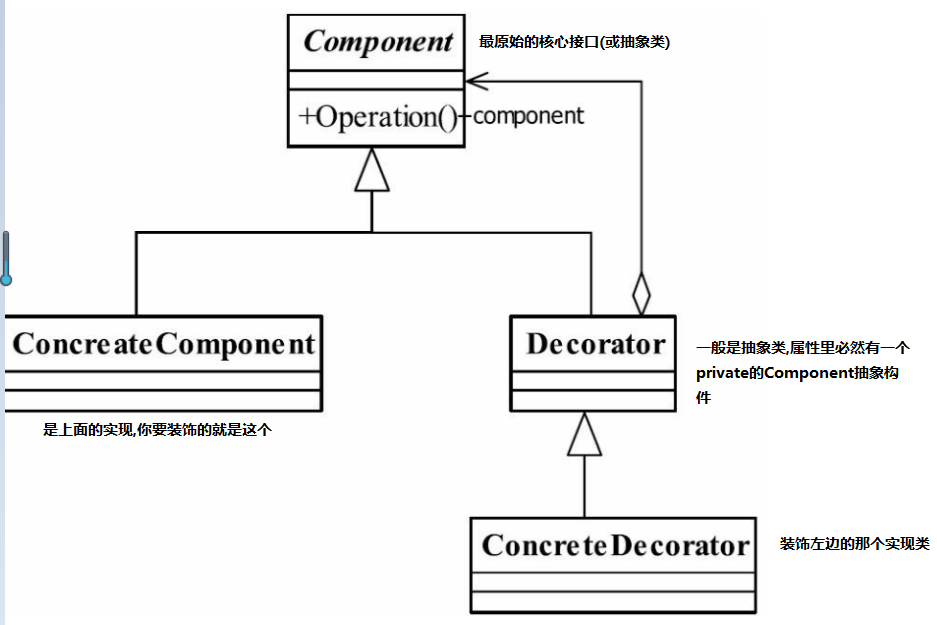 Component
最原始的核心接口(或抽象类)
+Operation()
-component
ConcreateComponent
Decorator
一般是抽象类,属性里必然有一个
private的Component抽象构
件
是上面的实现,你要装饰的就是这个
ConcreteDecorator
装饰左边的那个实现类